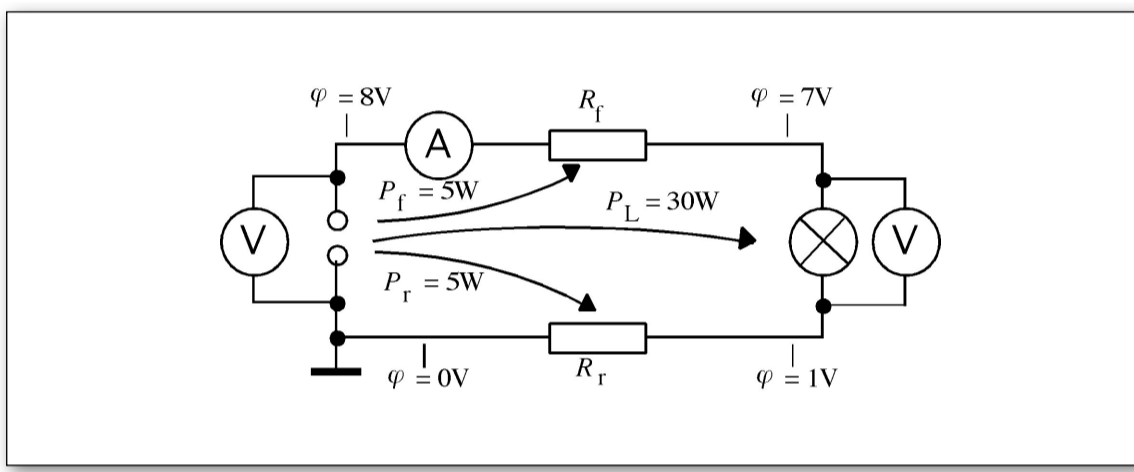 φ = 8V
R_f
φ = 7V
A
P_f = 5W
P_L = 30W
V
V
P_r = 5W
φ = 0V
R_r
φ = 1V